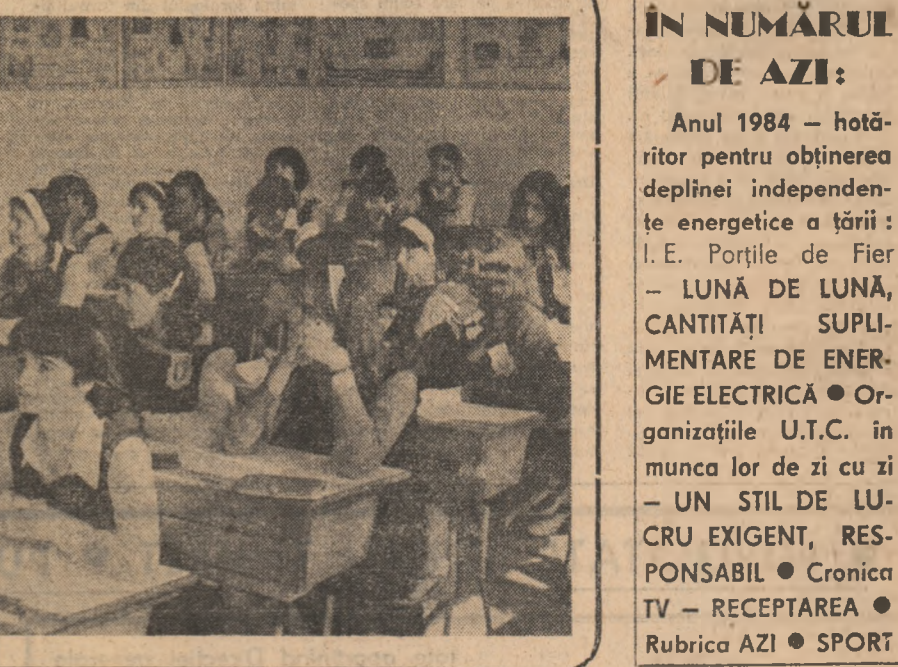 ÎN NUMĂRUL
DE AZI:
Anul 1984 — hotă-
ritor pentru obținerea
deplinei independen-
țe energetice a țării :
I. E. Porțile de Fier
— LUNĂ DE LUNĂ,
CANTITĂȚI SUPLI-
MENTARE DE ENER-
GIE ELECTRICĂ ● Or-
ganizațiile U.T.C. în
munca lor de zi cu zi
— UN STIL DE LU-
CRU EXIGENT, RES-
PONSABIL ● Cronica
TV — RECEPTAREA ●
Rubrica AZI ● SPORT